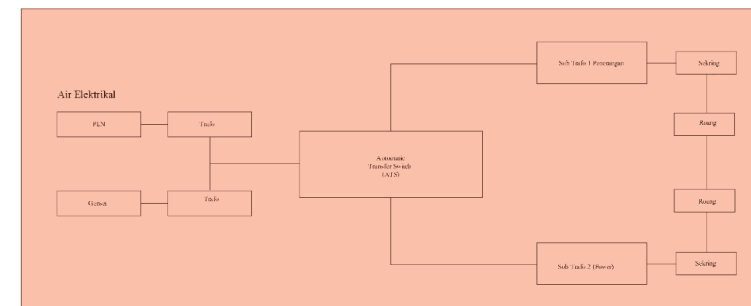 Air Elektrikal
PLN
Trafo
Genset
Trafo
Automatic
Transfer Switch
(ATS)
Sub Trafo 1 Penerangan
Sekring
Ruang
Ruang
Sub Trafo 2 (Power)
Sekring